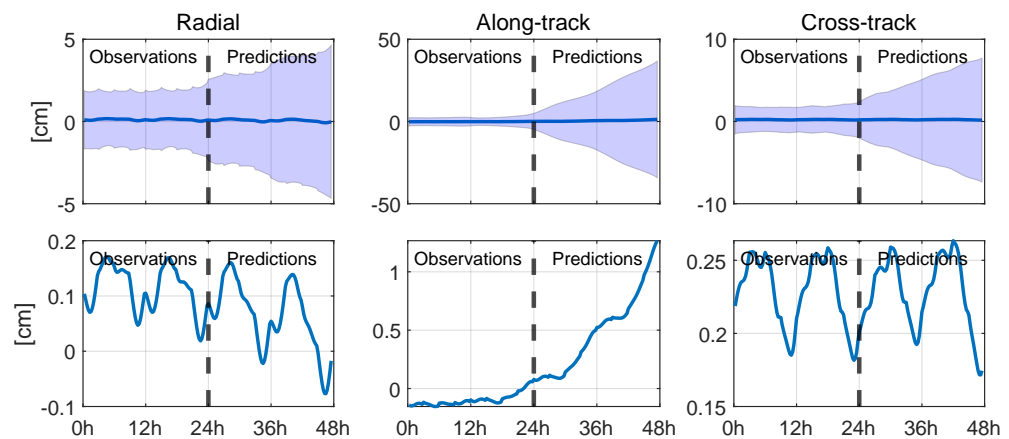 Radial Along-track Cross-track
5 50 10
Observations Predictions Observations Predictions Observations Predictions
[cm]
0 0 0
-5 -50 -10
0.2
Observations Predictions Observations Predictions Observations Predictions
1 0.25
0.1
[cm]
0.5 0.2
0
0
-0.1 0.15
0h 12h 24h 36h 48h 0h 12h 24h 36h 48h 0h 12h 24h 36h 48h